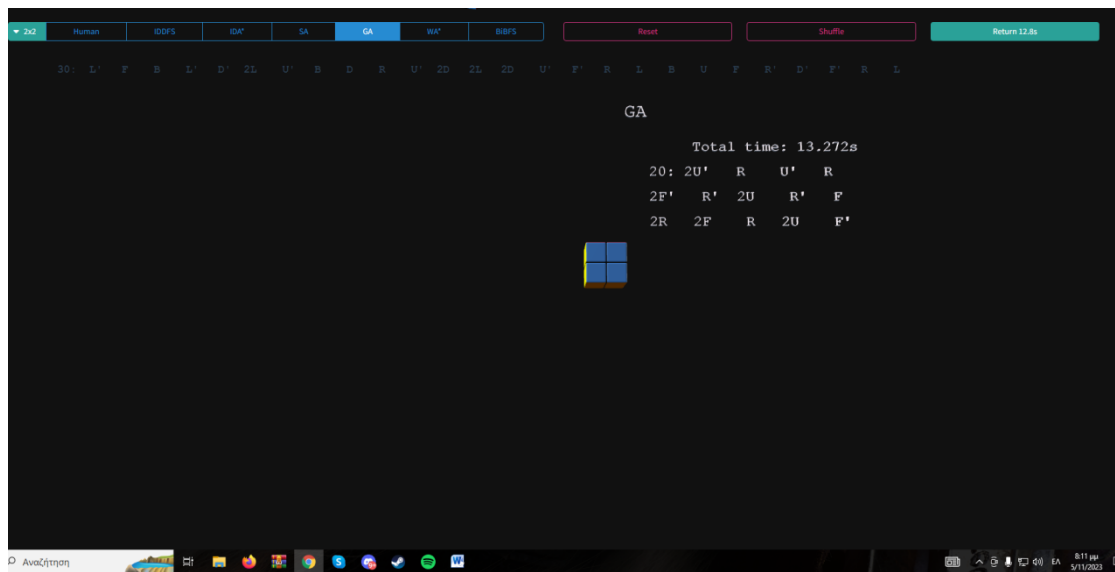 2x2 Human IDDFS IDA* SA GA WA* BiBFS Reset Shuffle Return 12.8s
30: L' F B L' D' 2L U' B D R U' 2D 2L 2D U' F' R L B U F R' D' F' R L
GA
Total time: 13.272s
20: 2U' R U' R
2F' R' 2U R' F
2R 2F R 2U F'
Αναζήτηση ΕΛ 8:11 μμ
5/11/2023